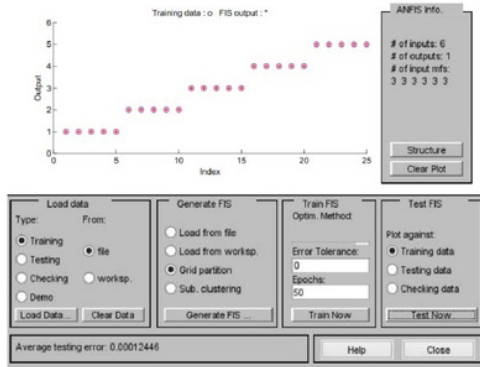 Training data : o   FIS output : *
6
5
4
3
2
1
0
Output
0
5
10
15
20
25
Index
ANFIS Info.
# of inputs: 6
# of outputs: 1
# of input mfs:
3 3 3 3 3 3
Structure
Clear Plot
Load data
Type:
From:
Training
Testing
Checking
Demo
file
worksp.
Load Data...
Clear Data
Generate FIS
Load from file
Load from worksp.
Grid partition
Sub. clustering
Generate FIS ...
Train FIS
Optim. Method:
Error Tolerance:
0
Epochs:
50
Train Now
Test FIS
Plot against:
Training data
Testing data
Checking data
Test Now
Average testing error: 0.00012446
Help
Close